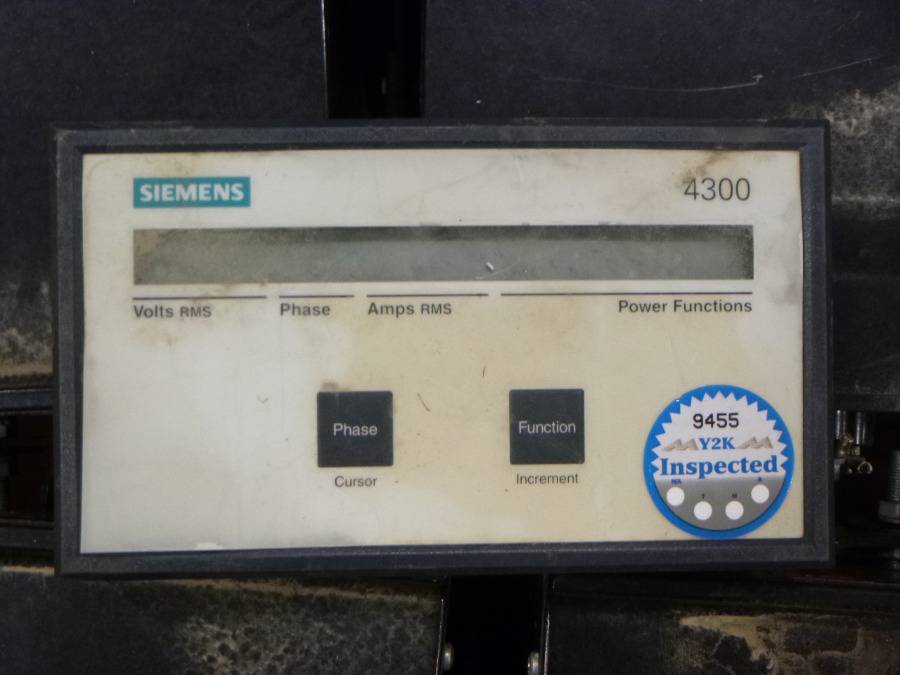 SIEMENS
4300
Volts RMS
Phase
Amps RMS
Power Functions
Phase
Function
Cursor
Increment
9455
Y2K
Inspected